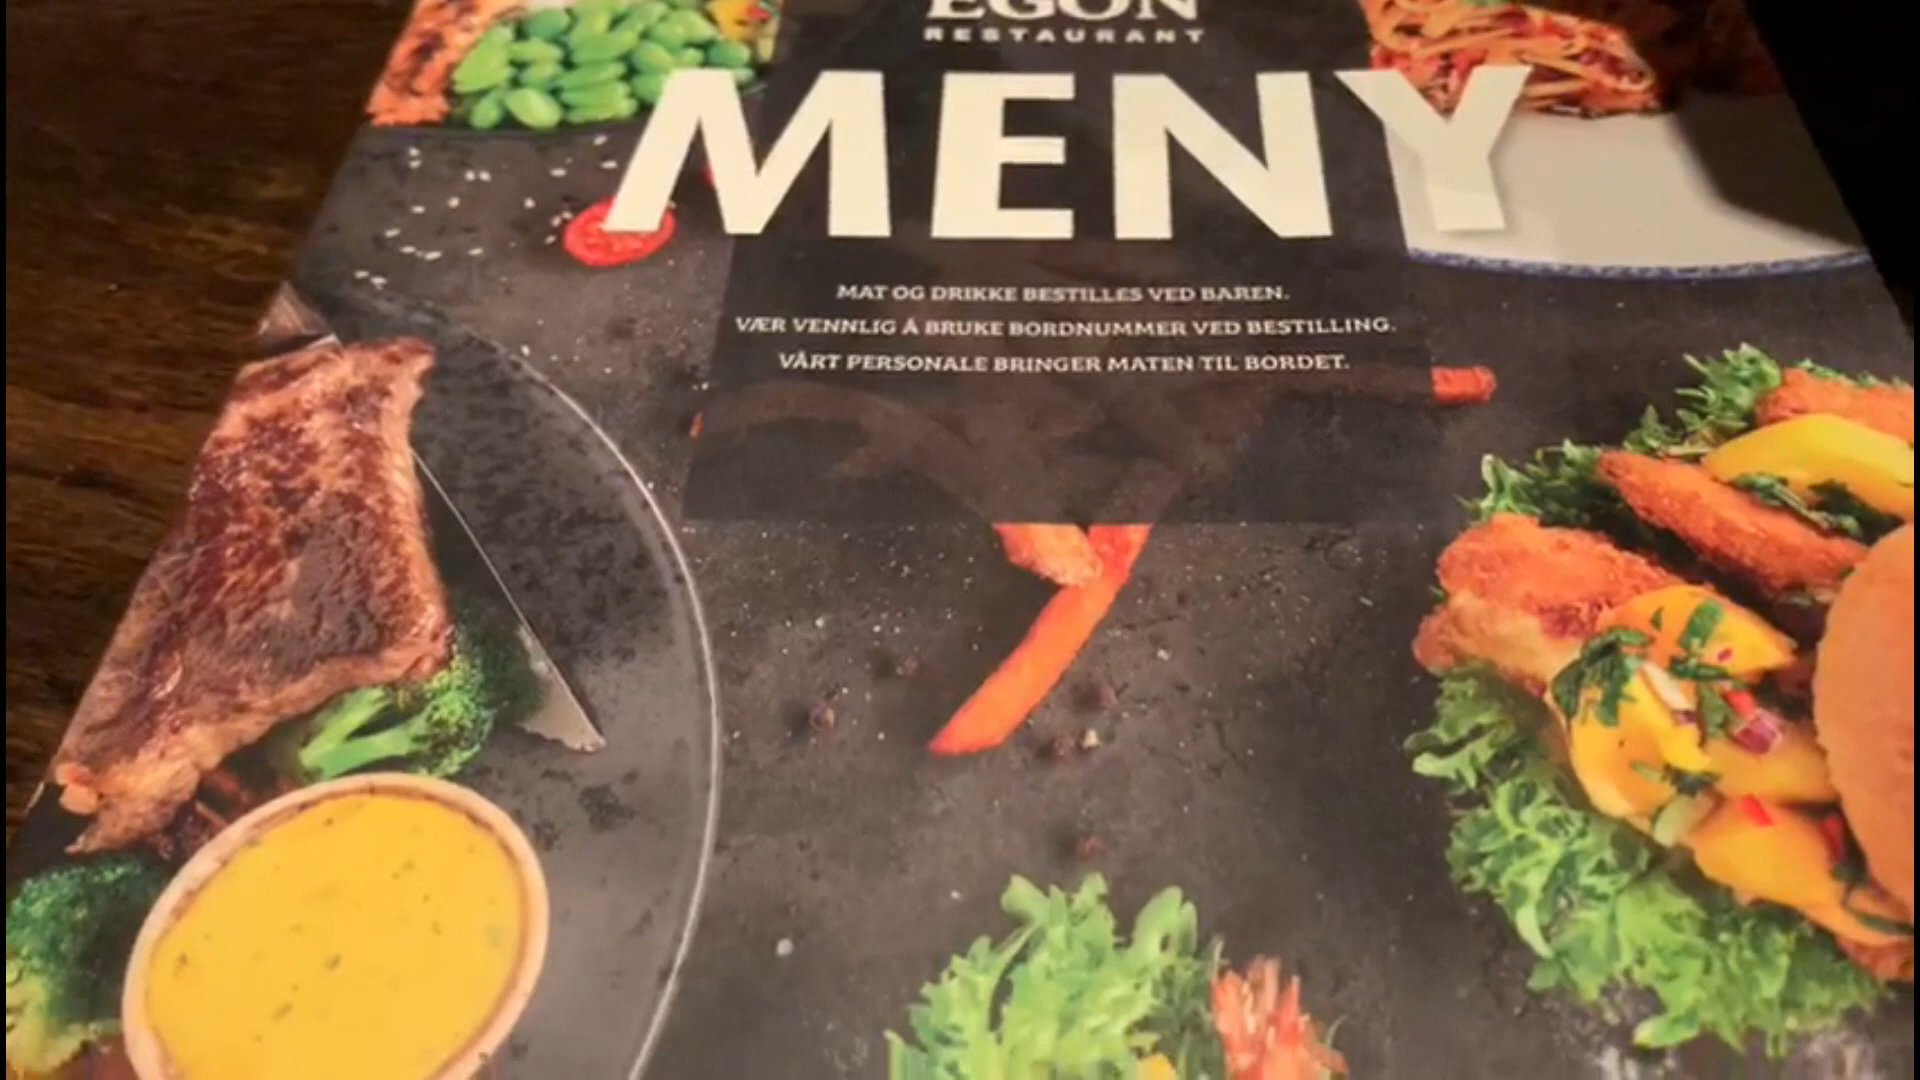 EGON
RESTAURANT
MENY
MAT OG DRIKKE BESTILLES VED BAREN.
VÆR VENNLIG Å BRUKE BORDNUMMER VED BESTILLING.
VÅRT PERSONALE BRINGER MATEN TIL BORDET.